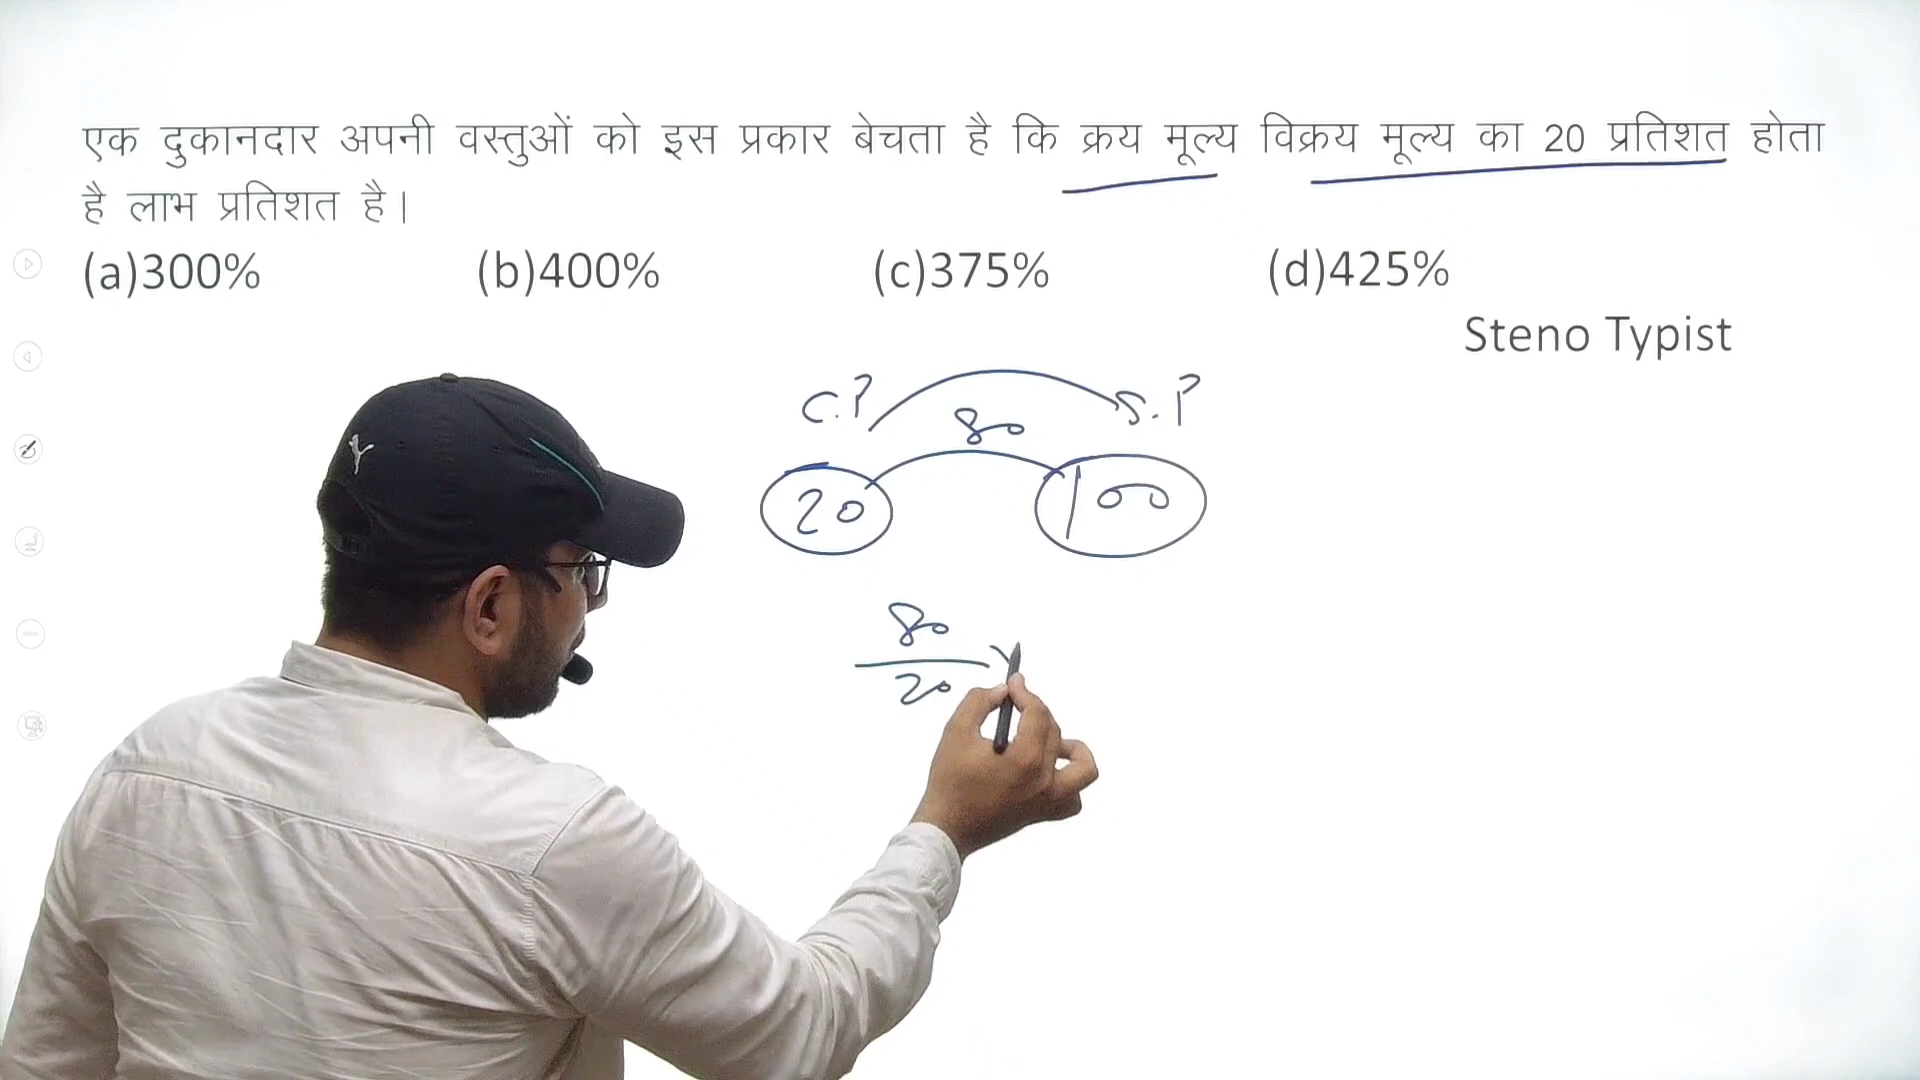 एक दुकानदार अपनी वस्तुओं को इस प्रकार बेचता है कि क्रय मूल्य विक्रय मूल्य का 20 प्रतिशत होता
है लाभ प्रतिशत है।
(a)300% (b)400% (c)375% (d)425%
Steno Typist
C.P S.P
80
20 100
80
20